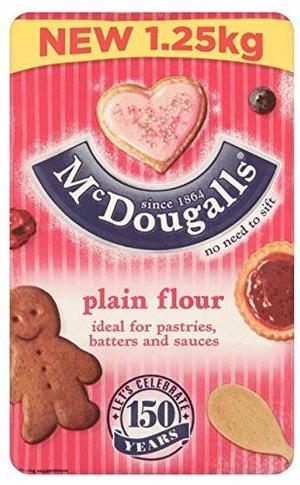 NEW 1.25kg
since 1864
McDougalls®
no need to sift
plain flour
ideal for pastries,
batters and sauces
LET'S CELEBRATE
150
YEARS